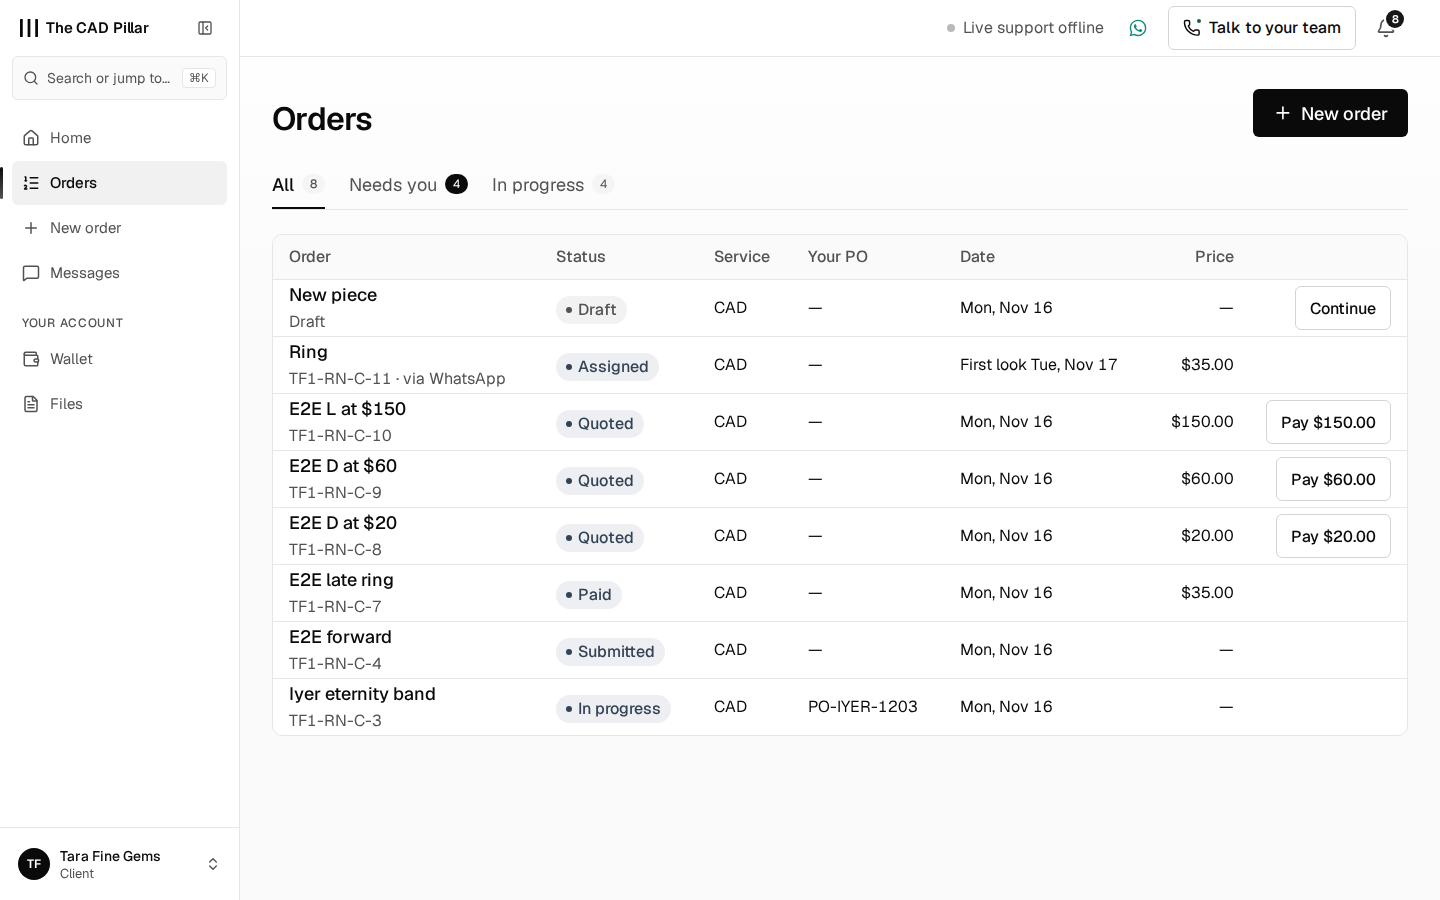 The CAD Pillar
Live support offline
Talk to your team
8
Search or jump to...
⌘K
Home
Orders
New order
Messages
YOUR ACCOUNT
Wallet
Files
TF
Tara Fine Gems
Client
Orders
New order
All 8
Needs you 4
In progress 4
Order Status Service Your PO Date Price
New piece
Draft
Draft CAD — Mon, Nov 16 — Continue
Ring
TF1-RN-C-11 · via WhatsApp
Assigned CAD — First look Tue, Nov 17 $35.00
E2E L at $150
TF1-RN-C-10
Quoted CAD — Mon, Nov 16 $150.00 Pay $150.00
E2E D at $60
TF1-RN-C-9
Quoted CAD — Mon, Nov 16 $60.00 Pay $60.00
E2E D at $20
TF1-RN-C-8
Quoted CAD — Mon, Nov 16 $20.00 Pay $20.00
E2E late ring
TF1-RN-C-7
Paid CAD — Mon, Nov 16 $35.00
E2E forward
TF1-RN-C-4
Submitted CAD — Mon, Nov 16 —
Iyer eternity band
TF1-RN-C-3
In progress CAD PO-IYER-1203 Mon, Nov 16 —